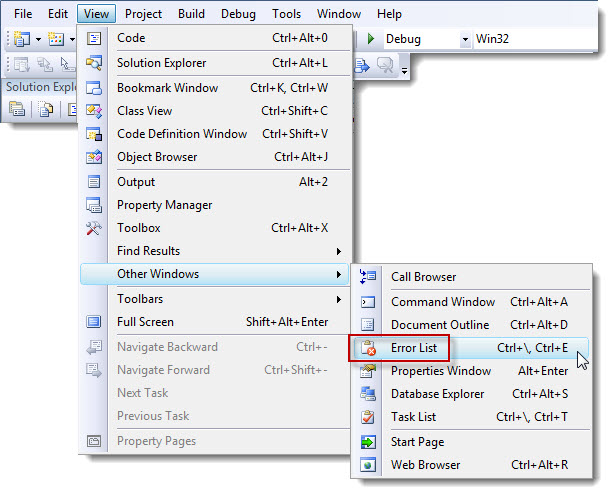 File Edit View Project Build Debug Tools Window Help
Debug Win32
Solution Explo
Code Ctrl+Alt+0
Solution Explorer Ctrl+Alt+L
Bookmark Window Ctrl+K, Ctrl+W
Class View Ctrl+Shift+C
Code Definition Window Ctrl+Shift+V
Object Browser Ctrl+Alt+J
Output Alt+2
Property Manager
Toolbox Ctrl+Alt+X
Find Results
Other Windows
Toolbars
Full Screen Shift+Alt+Enter
Navigate Backward Ctrl+-
Navigate Forward Ctrl+Shift+-
Next Task
Previous Task
Property Pages
Call Browser
Command Window Ctrl+Alt+A
Document Outline Ctrl+Alt+D
Error List Ctrl+\, Ctrl+E
Properties Window Alt+Enter
Database Explorer Ctrl+Alt+S
Task List Ctrl+\, Ctrl+T
Start Page
Web Browser Ctrl+Alt+R